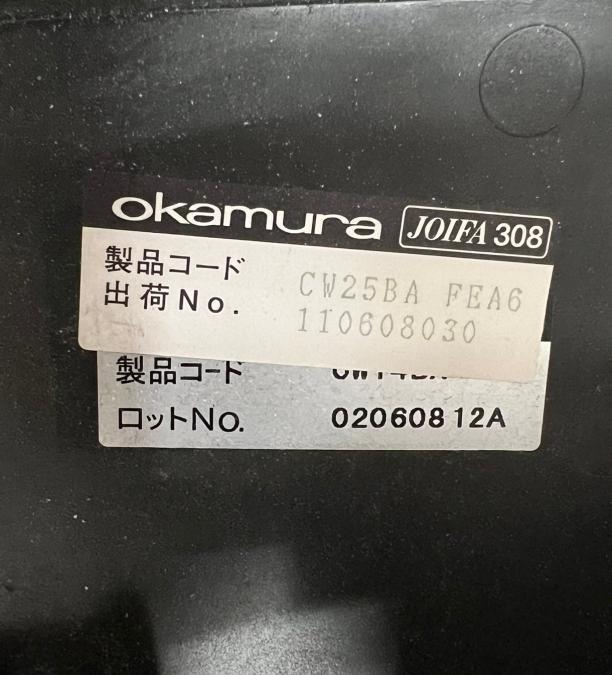 okamura JOIFA 308
製品コード CW25BA FEA6
出荷No. 110608030
製品コード
ロットNo. 02060812A